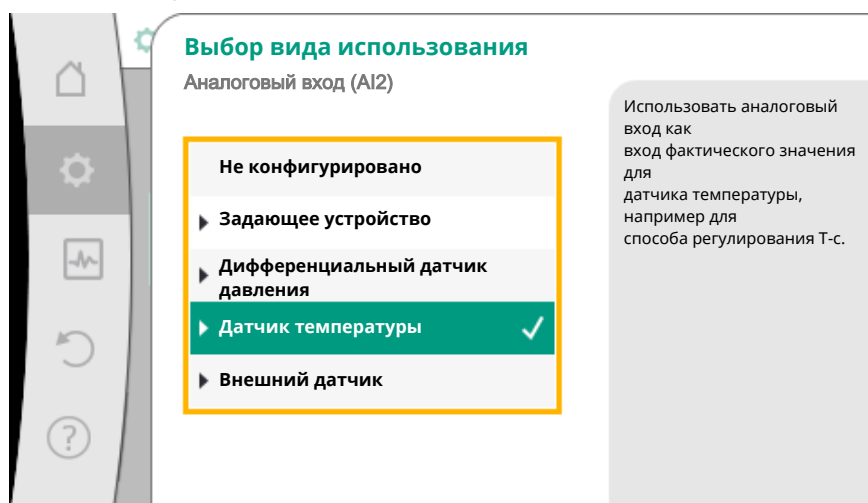 Выбор вида использования
Аналоговый вход (AI2)
Не конфигурировано
Задающее устройство
Дифференциальный датчик
давления
Датчик температуры
Внешний датчик
Использовать аналоговый
вход как
вход фактического значения
для
датчика температуры,
например для
способа регулирования T-c.
?